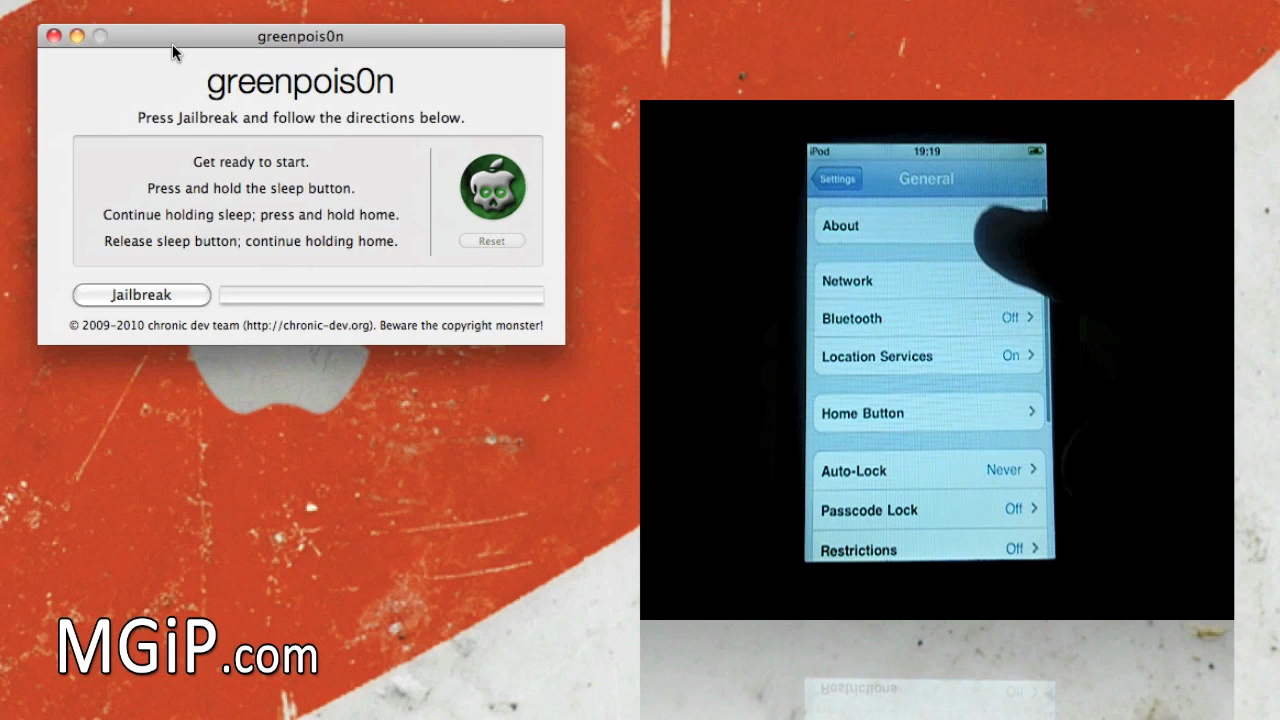 greenpois0n
greenpois0n
Press Jailbreak and follow the directions below.
Get ready to start.
Press and hold the sleep button.
Continue holding sleep; press and hold home.
Release sleep button; continue holding home.
Reset
Jailbreak
© 2009-2010 chronic dev team (http://chronic-dev.org). Beware the copyright monster!
iPod 19:19
Settings General
About
Network
Bluetooth Off
Location Services On
Home Button
Auto-Lock Never
Passcode Lock Off
Restrictions Off
MGiP.com
Restrictions